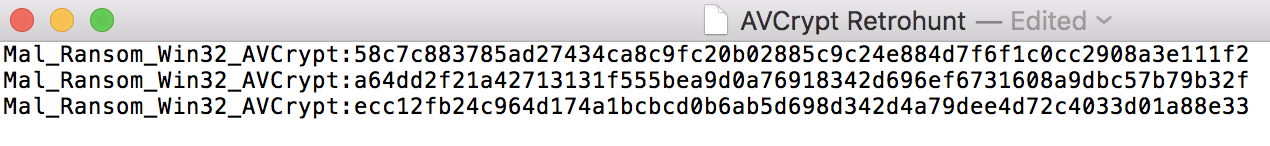 AVCrypt Retrohunt — Edited
Mal_Ransom_Win32_AVCrypt:58c7c883785ad27434ca8c9fc20b02885c9c24e884d7f6f1c0cc2908a3e111f2
Mal_Ransom_Win32_AVCrypt:a64dd2f21a42713131f555bea9d0a76918342d696ef6731608a9dbc57b79b32f
Mal_Ransom_Win32_AVCrypt:ecc12fb24c964d174a1bcbcd0b6ab5d698d342d4a79dee4d72c4033d01a88e33